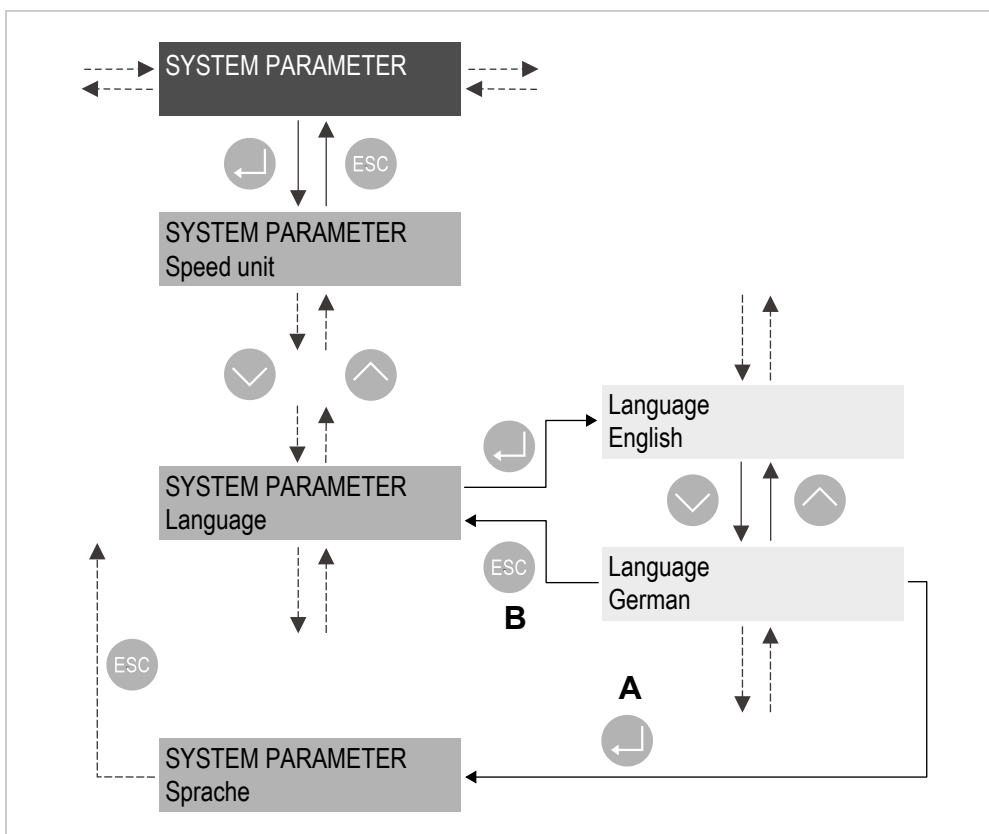 SYSTEM PARAMETER
ESC
SYSTEM PARAMETER
Speed unit
Language
English
SYSTEM PARAMETER
Language
ESC
B
Language
German
ESC
A
SYSTEM PARAMETER
Sprache